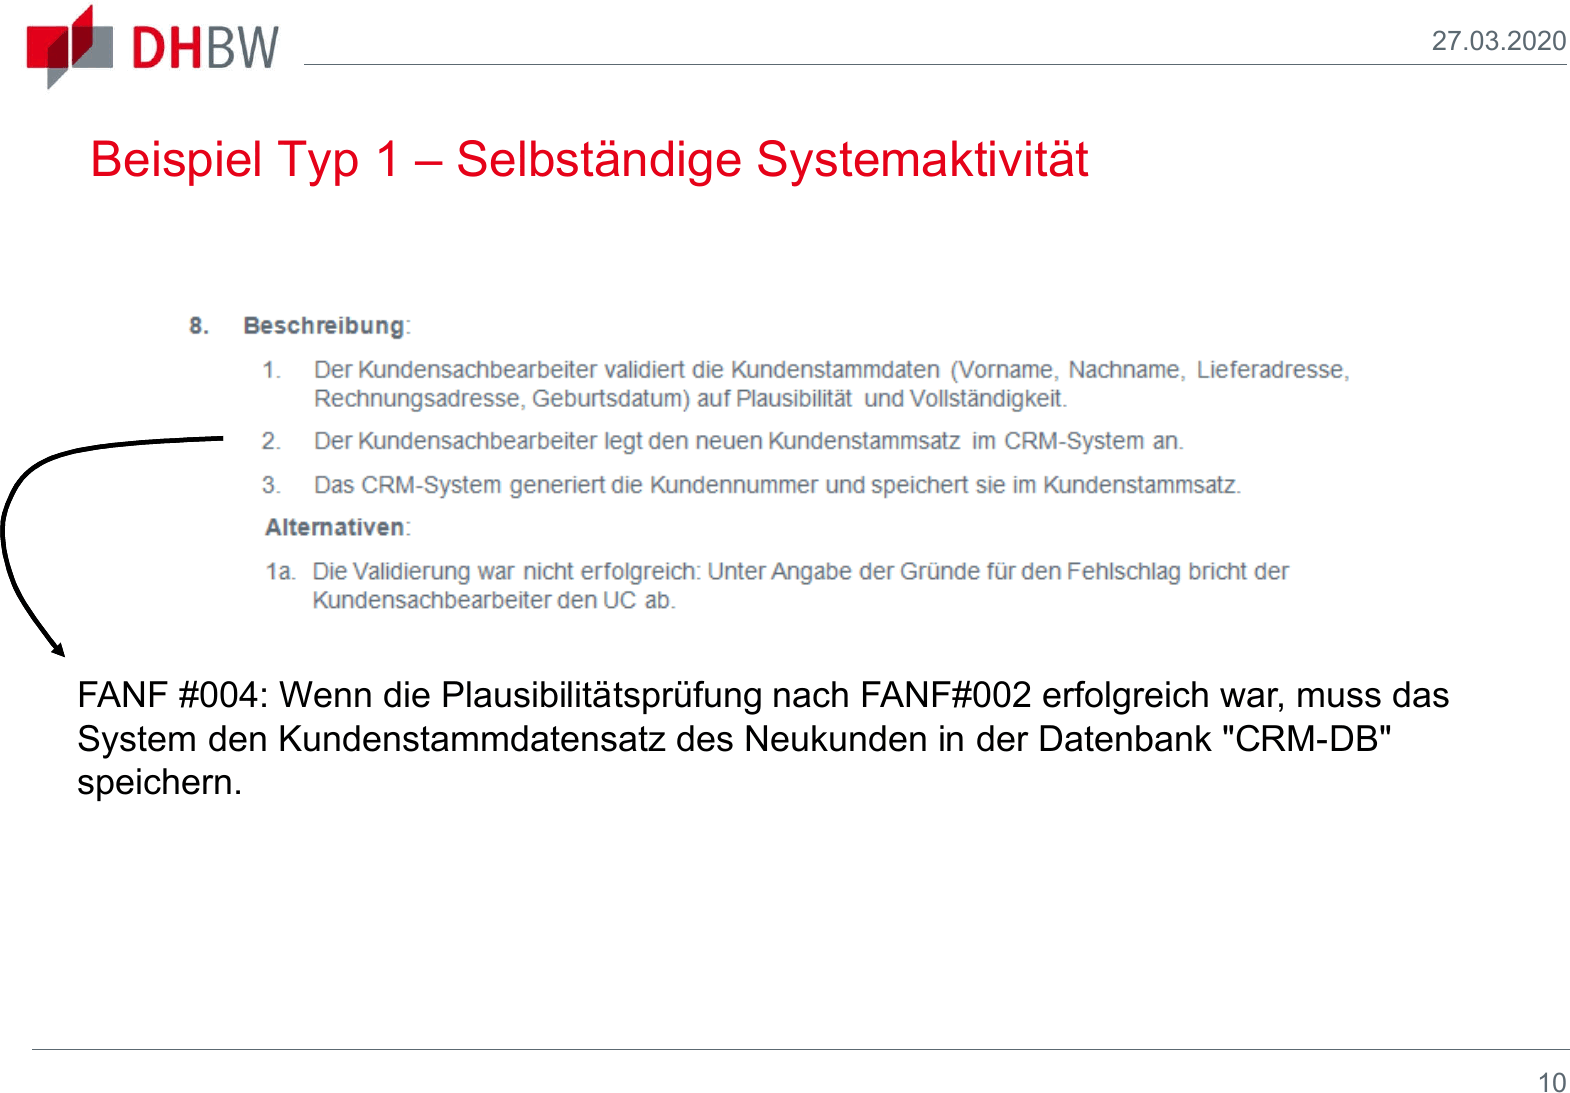 DHBW
27.03.2020
Beispiel Typ 1 – Selbständige Systemaktivität
8. Beschreibung:
1. Der Kundensachbearbeiter validiert die Kundenstammdaten (Vorname, Nachname, Lieferadresse,
Rechnungsadresse, Geburtsdatum) auf Plausibilität und Vollständigkeit.
2. Der Kundensachbearbeiter legt den neuen Kundenstammsatz im CRM-System an.
3. Das CRM-System generiert die Kundennummer und speichert sie im Kundenstammsatz.
Alternativen:
1a. Die Validierung war nicht erfolgreich: Unter Angabe der Gründe für den Fehlschlag bricht der
Kundensachbearbeiter den UC ab.
FANF #004: Wenn die Plausibilitätsprüfung nach FANF#002 erfolgreich war, muss das
System den Kundenstammdatensatz des Neukunden in der Datenbank "CRM-DB"
speichern.
10